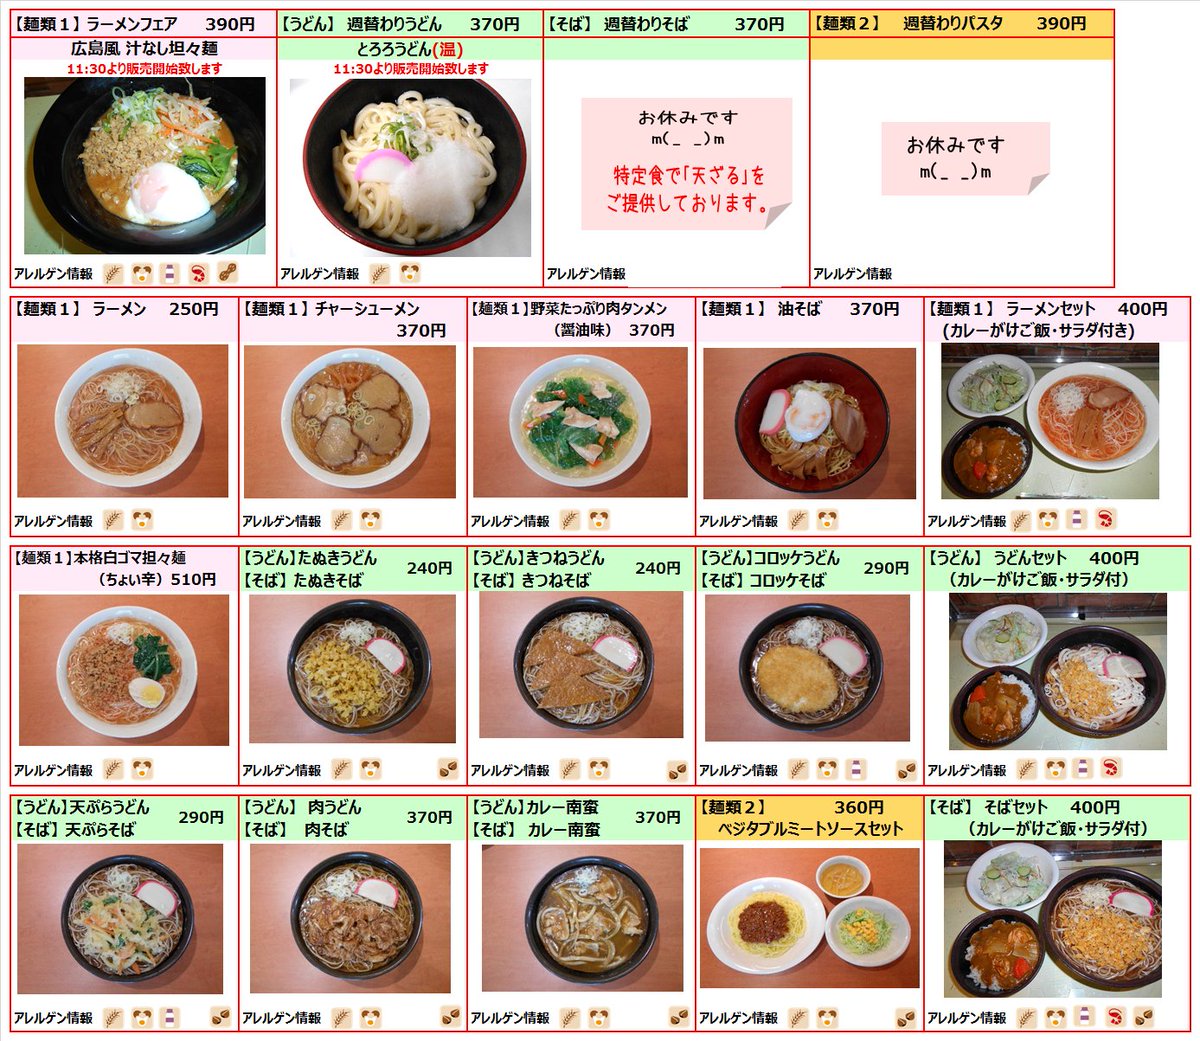 【麺類１】 ラーメンフェア 390円
広島風 汁なし坦々麺
11:30より販売開始致します
アレルゲン情報
【うどん】 週替わりうどん 370円
とろろうどん(温)
11:30より販売開始致します
アレルゲン情報
【そば】 週替わりそば 370円
お休みです
m(_ _)m
特定食で「天ざる」を
ご提供しております。
アレルゲン情報
【麺類２】 週替わりパスタ 390円
お休みです
m(_ _)m
アレルゲン情報
【麺類１】 ラーメン 250円
アレルゲン情報
【麺類１】 チャーシューメン
370円
アレルゲン情報
【麺類１】野菜たっぷり肉タンメン
（醤油味） 370円
アレルゲン情報
【麺類１】 油そば 370円
アレルゲン情報
【麺類１】 ラーメンセット 400円
(カレーがけご飯・サラダ付き)
アレルゲン情報
【麺類１】本格白ゴマ担々麺
（ちょい辛）510円
アレルゲン情報
【うどん】たぬきうどん
【そば】 たぬきそば
240円
アレルゲン情報
【うどん】きつねうどん
【そば】 きつねそば
240円
アレルゲン情報
【うどん】コロッケうどん
【そば】 コロッケそば
290円
アレルゲン情報
【うどん】 うどんセット 400円
（カレーがけご飯・サラダ付）
アレルゲン情報
【うどん】天ぷらうどん
【そば】 天ぷらそば
290円
アレルゲン情報
【うどん】 肉うどん
【そば】 肉そば
370円
アレルゲン情報
【うどん】カレー南蛮
【そば】 カレー南蛮
370円
アレルゲン情報
【麺類２】 360円
ベジタブルミートソースセット
アレルゲン情報
【そば】 そばセット 400円
（カレーがけご飯・サラダ付）
アレルゲン情報